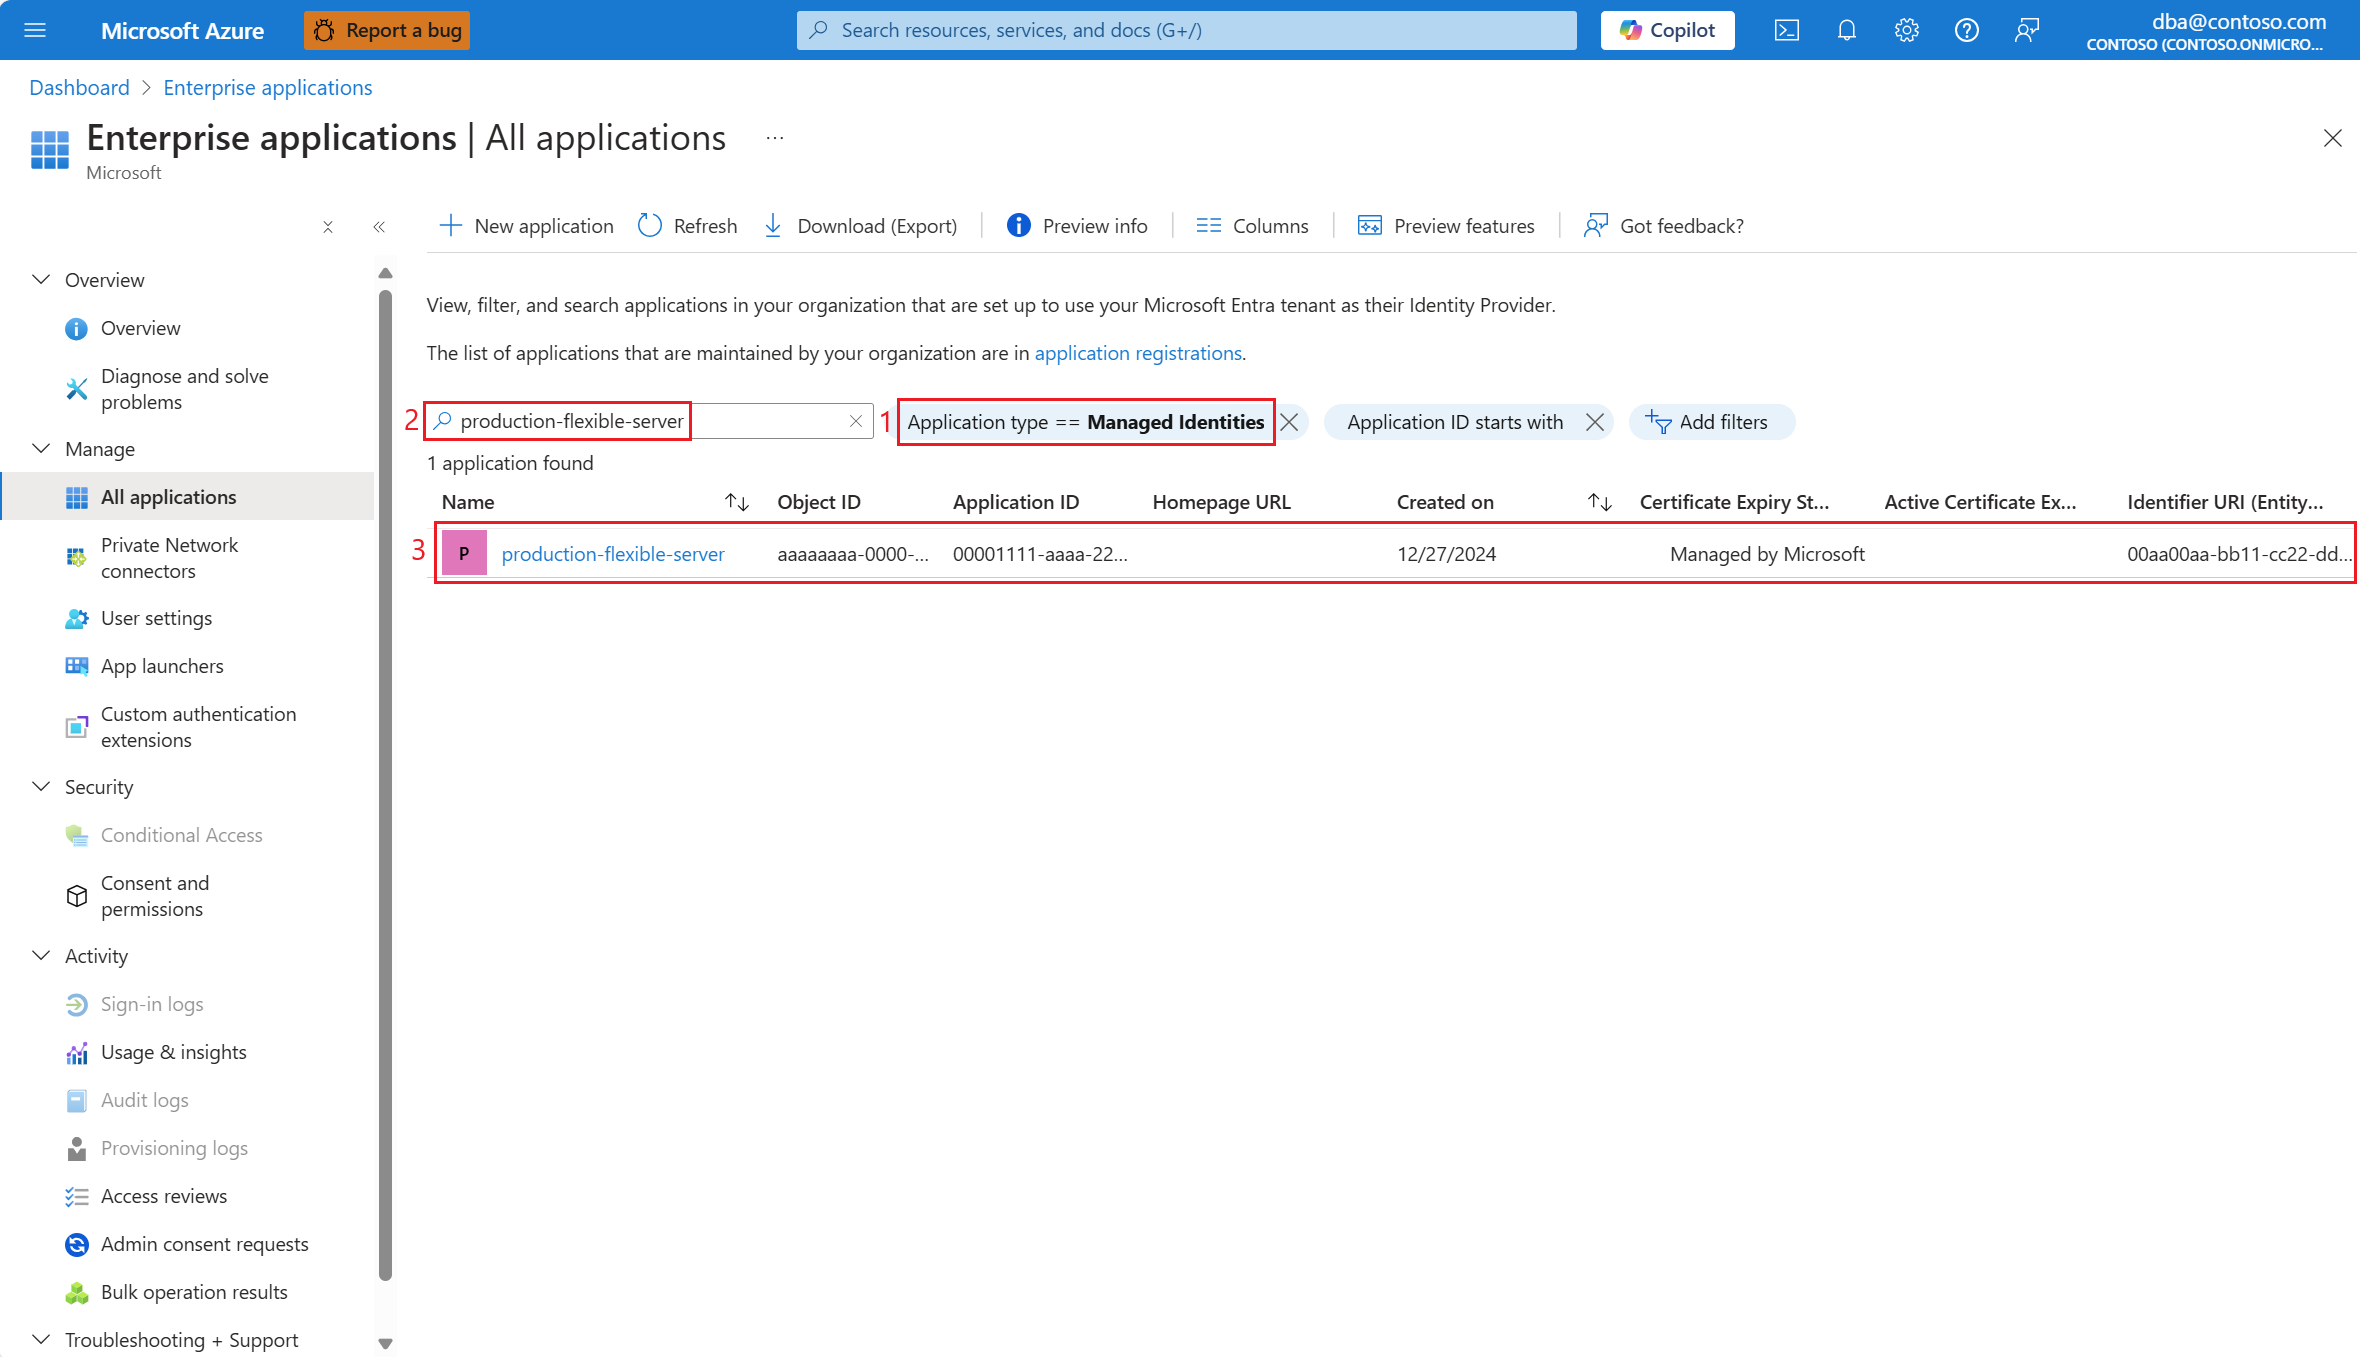 Microsoft Azure
Report a bug
Search resources, services, and docs (G+/)
Copilot
dba@contoso.com
CONTOSO (CONTOSO.ONMICRO...
Dashboard > Enterprise applications
Enterprise applications | All applications ...
Microsoft
New application
Refresh
Download (Export)
Preview info
Columns
Preview features
Got feedback?
Overview
Overview
Diagnose and solve
problems
Manage
All applications
Private Network
connectors
User settings
App launchers
Custom authentication
extensions
Security
Conditional Access
Consent and
permissions
Activity
Sign-in logs
Usage & insights
Audit logs
Provisioning logs
Access reviews
Admin consent requests
Bulk operation results
Troubleshooting + Support
View, filter, and search applications in your organization that are set up to use your Microsoft Entra tenant as their Identity Provider.
The list of applications that are maintained by your organization are in application registrations.
2 production-flexible-server
1 Application type == Managed Identities
Application ID starts with
Add filters
1 application found
Name Object ID Application ID Homepage URL Created on Certificate Expiry St... Active Certificate Ex... Identifier URI (Entity...
3 P production-flexible-server aaaaaaaa-0000-... 00001111-aaaa-22... 12/27/2024 Managed by Microsoft 00aa00aa-bb11-cc22-dd...